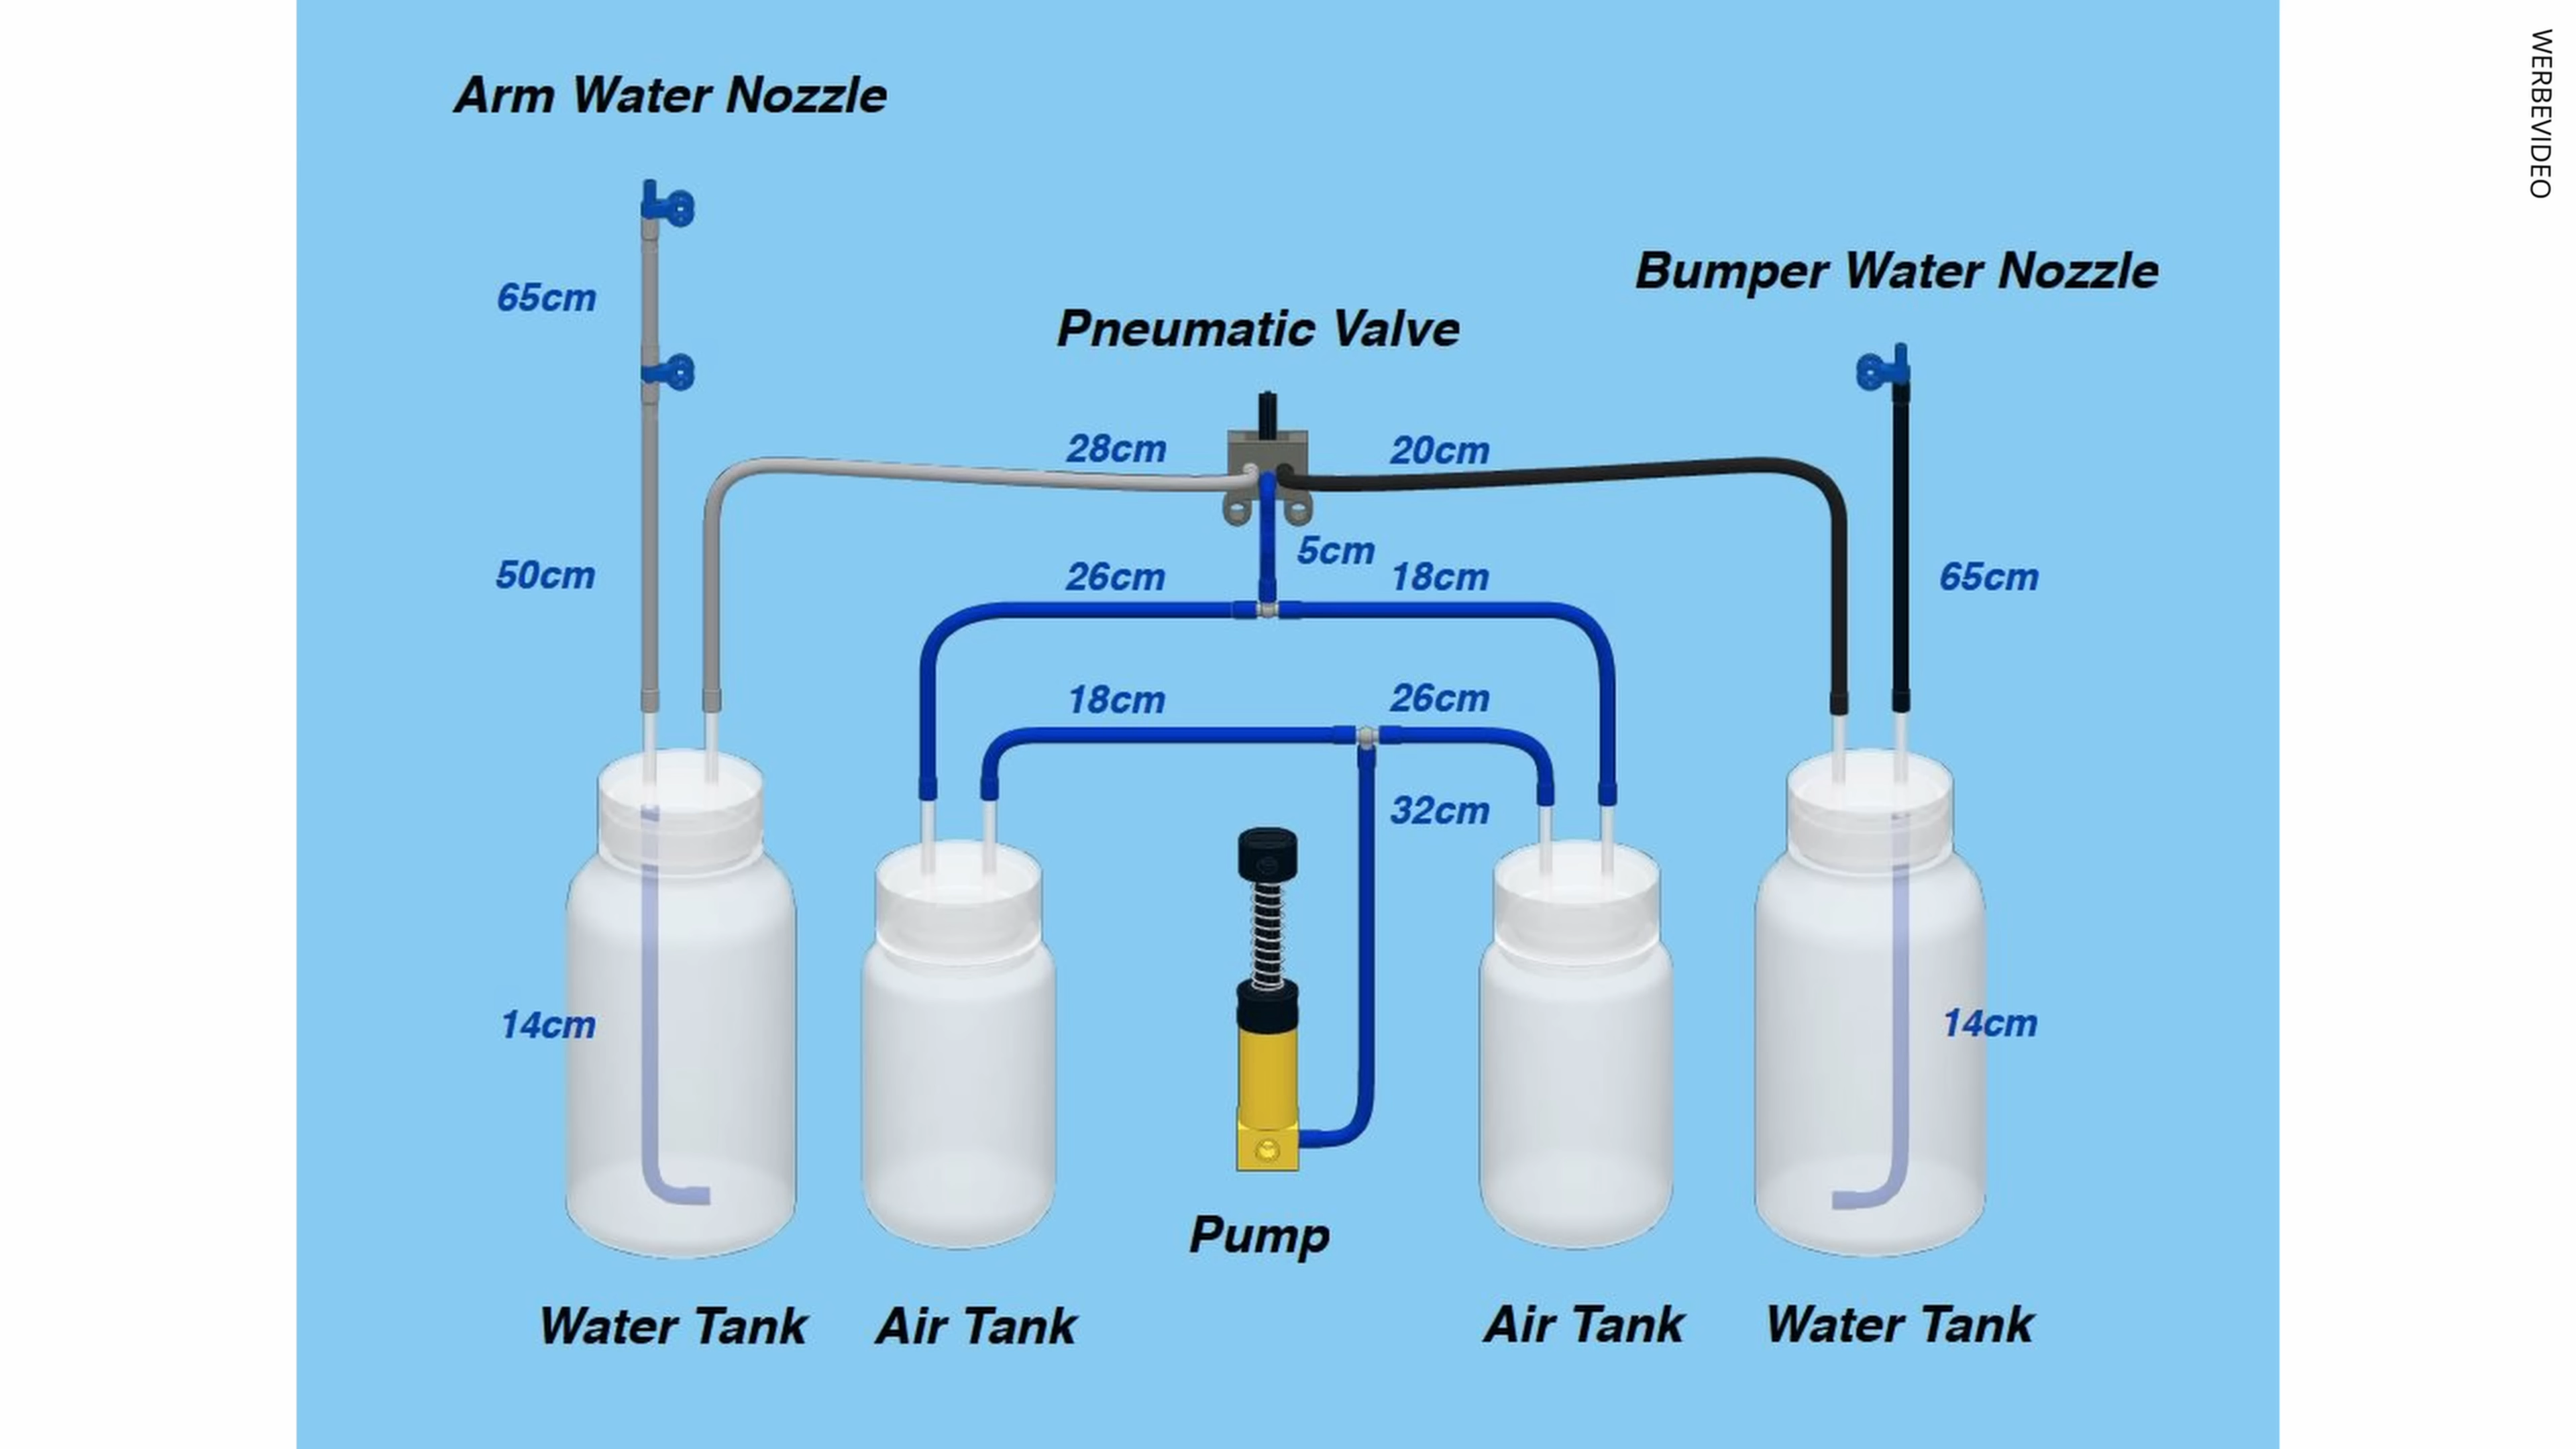 WERBEVIDEO
Arm Water Nozzle
65cm
Bumper Water Nozzle
Pneumatic Valve
28cm
20cm
5cm
50cm
26cm
18cm
65cm
18cm
26cm
32cm
14cm
14cm
Pump
Water Tank
Air Tank
Air Tank
Water Tank